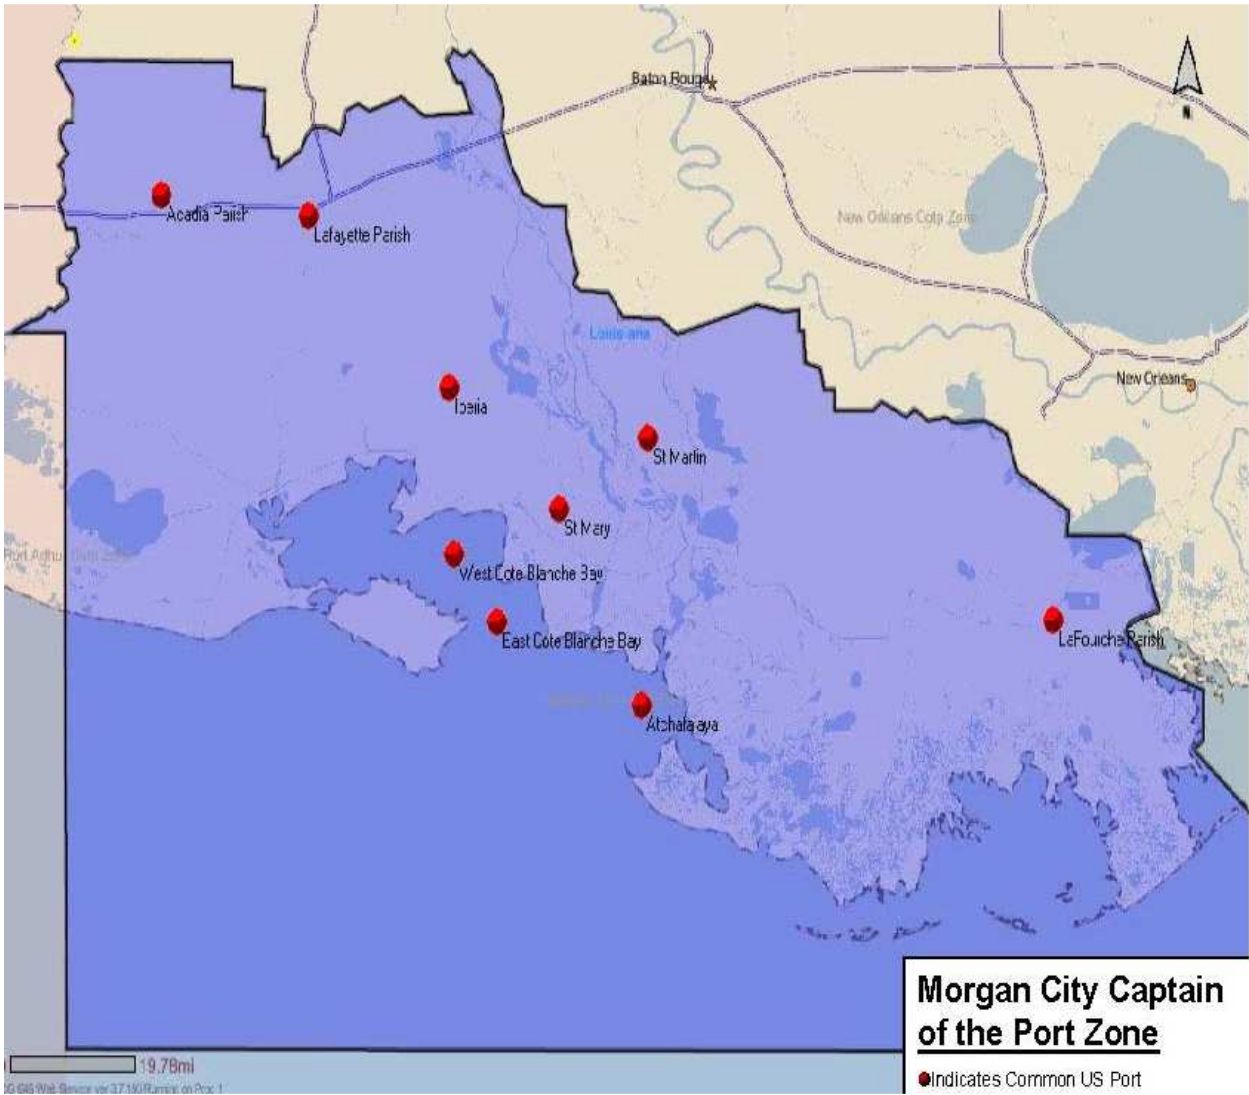 Baton Rouge
N
Acadia Parish
New Orleans Cotp Zone
Lafayette Parish
Louisiana
New Orleans
Iberia
St Martin
St Mary
West Cote Blanche Bay
East Cote Blanche Bay
LaFourche Parish
Atchafalaya
Morgan City Captain
of the Port Zone
19.78mi
Indicates Common US Port